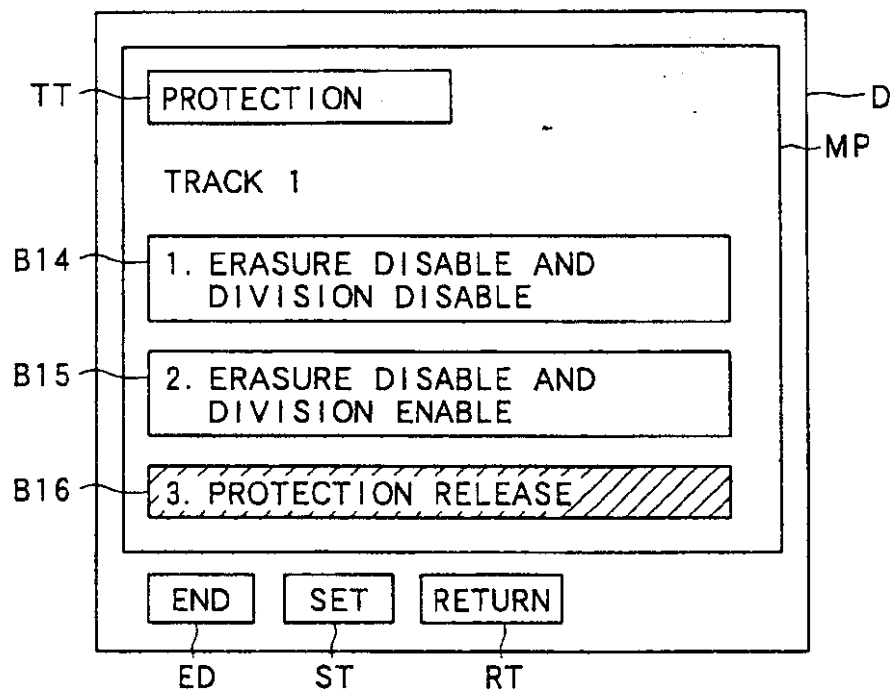 TT
PROTECTION
D
MP
TRACK 1
B14
1. ERASURE DISABLE AND
DIVISION DISABLE
B15
2. ERASURE DISABLE AND
DIVISION ENABLE
B16
3. PROTECTION RELEASE
END SET RETURN
ED ST RT